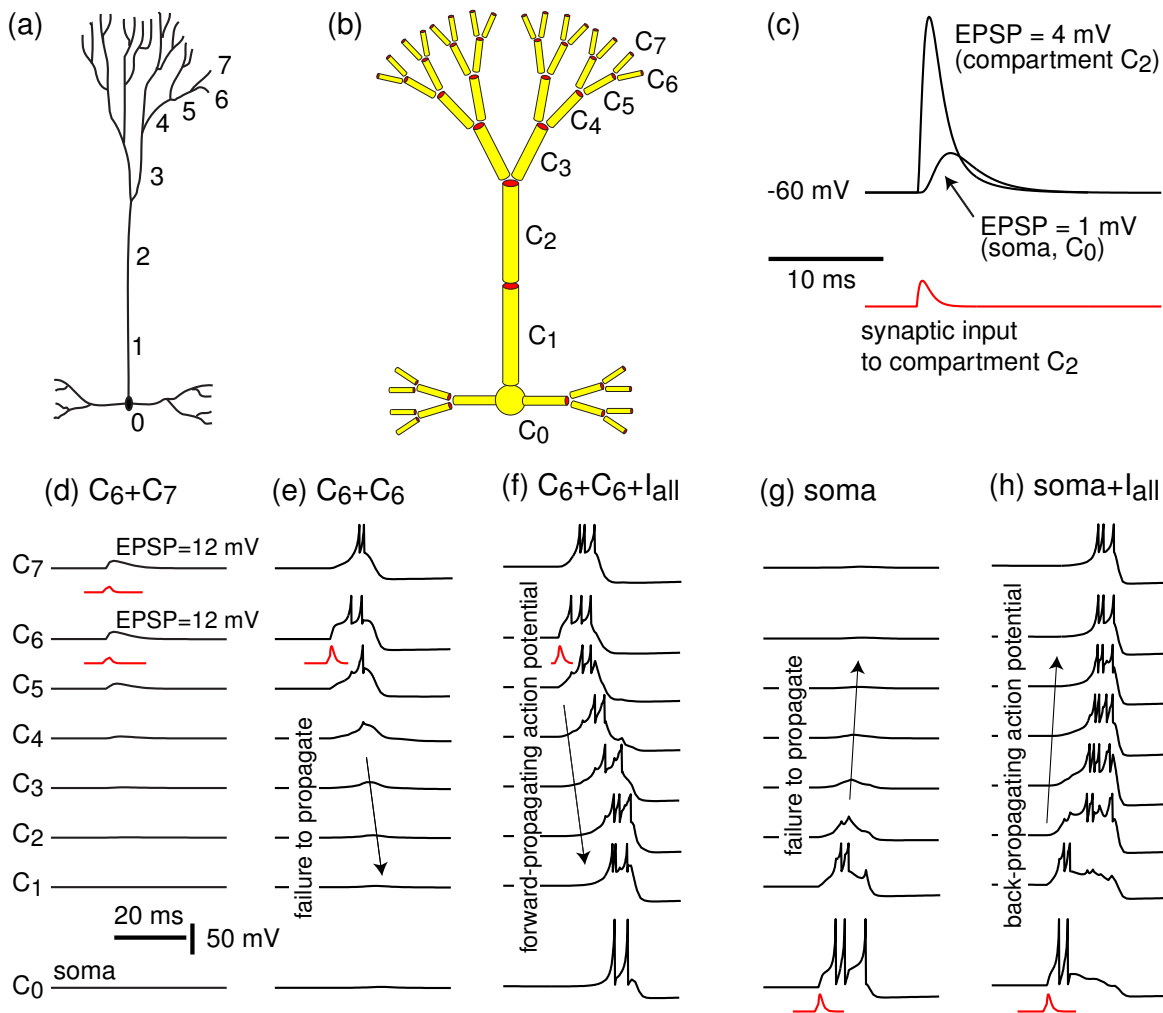 (a)
7
6
5
4
3
2
1
0
(b)
C7
C6
C5
C4
C3
C2
C1
C0
(c)
EPSP = 4 mV
(compartment C2)
-60 mV
EPSP = 1 mV
(soma, C0)
10 ms
synaptic input
to compartment C2
(d) C6+C7
C7
EPSP=12 mV
C6
EPSP=12 mV
C5
C4
C3
C2
C1
20 ms
50 mV
soma
C0
(e) C6+C6
failure to propagate
(f) C6+C6+Iall
forward-propagating action potential
(g) soma
failure to propagate
(h) soma+Iall
back-propagating action potential